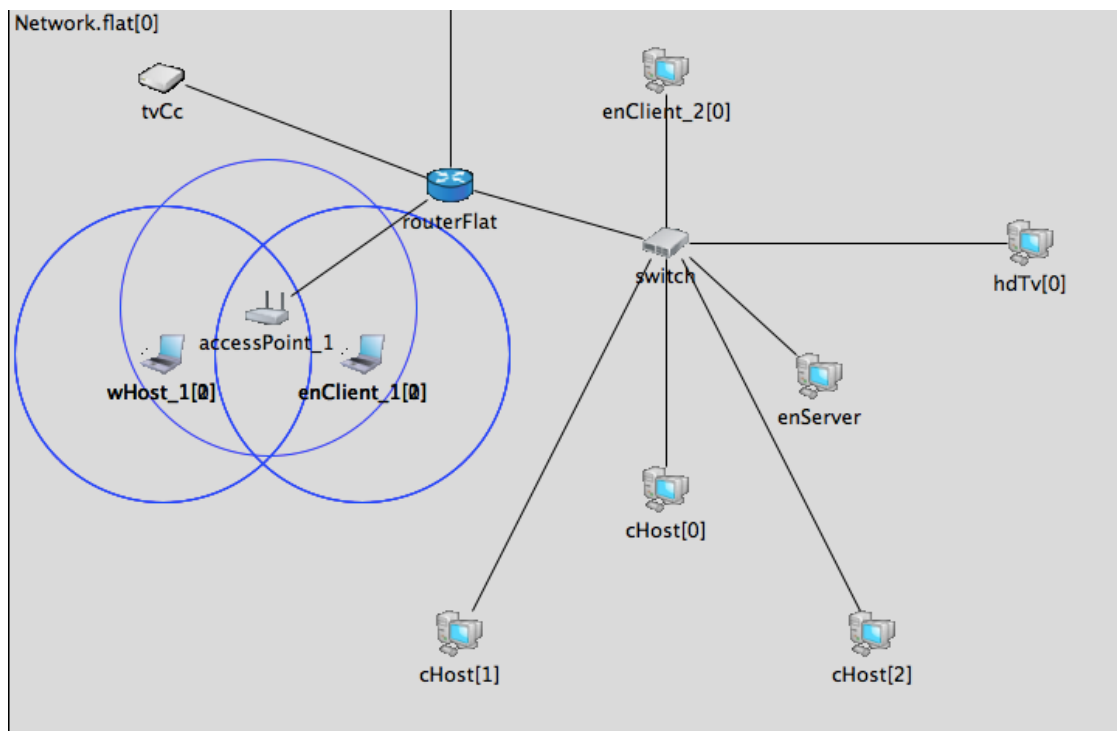 Network.flat[0]
tvCc
enClient_2[0]
routerFlat
switch
hdTv[0]
accessPoint_1
enServer
cHost[0]
cHost[1]
cHost[2]